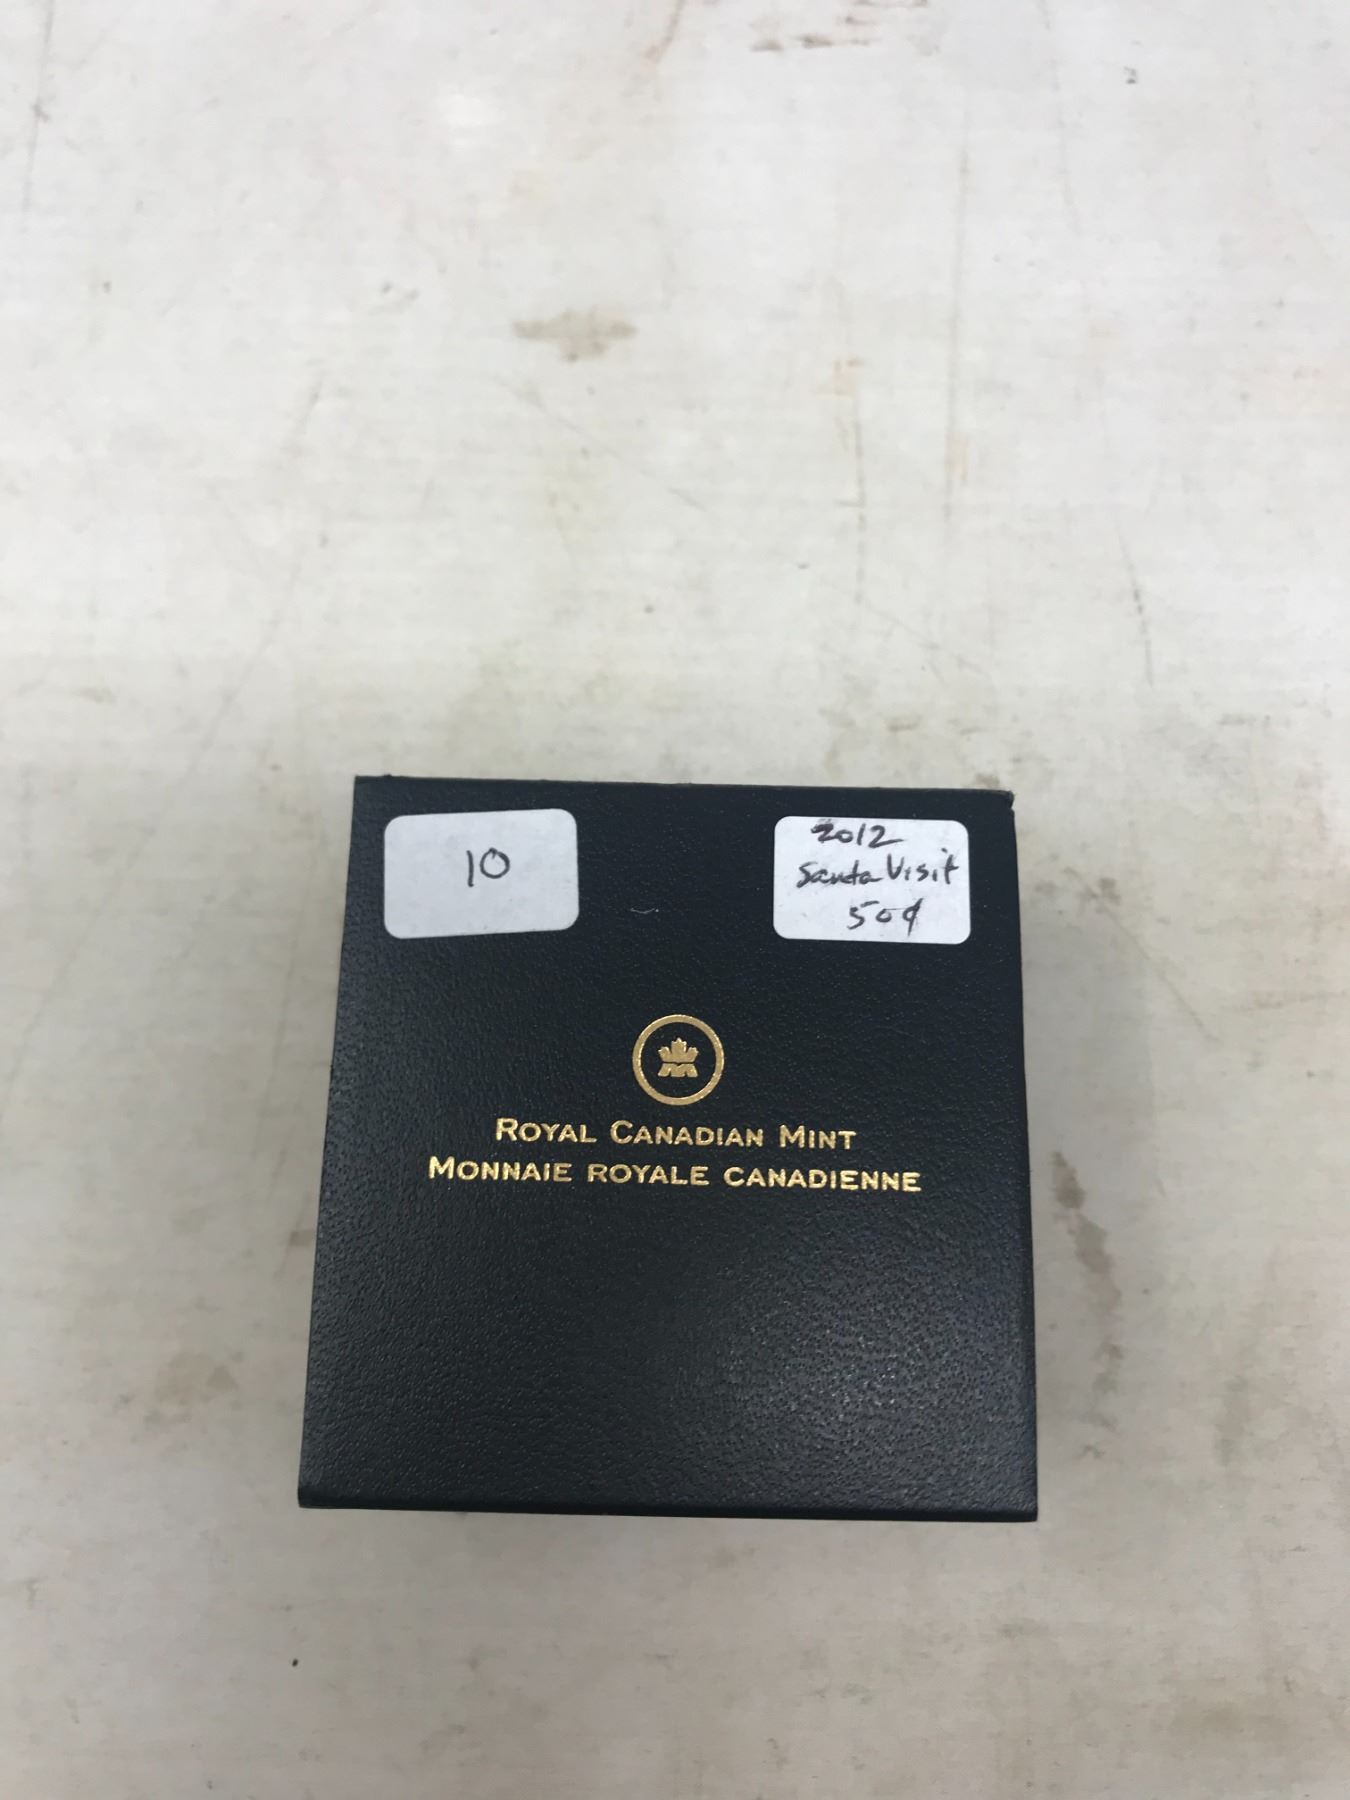 10
2012
Santa Visit
50¢
ROYAL CANADIAN MINT
MONNAIE ROYALE CANADIENNE